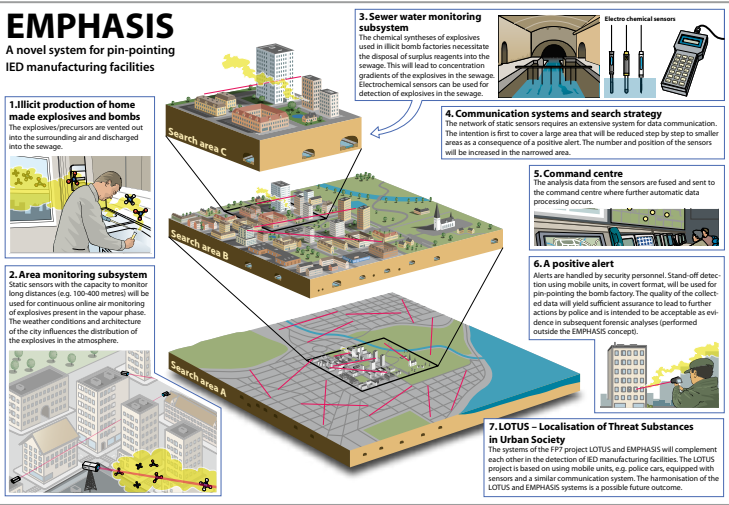 EMPHASIS
A novel system for pin-pointing
IED manufacturing facilities
1.Illicit production of home
made explosives and bombs
The explosives/precursors are vented out
into the surrounding air and discharged
into the sewage.
2. Area monitoring subsystem
Static sensors with the capacity to monitor
long distances (e.g. 100-400 metres) will be
used for continuous online air monitoring
of explosives present in the vapour phase.
The weather conditions and architecture
of the city influences the distribution of
the explosives in the atmosphere.
3. Sewer water monitoring
subsystem
The chemical syntheses of explosives
used in illicit bomb factories necessitate
the disposal of surplus reagents into the
sewage. This will lead to concentration
gradients of the explosives in the sewage.
Electrochemical sensors can be used for
detection of explosives in the sewage.
Electro chemical sensors
4. Communication systems and search strategy
The network of static sensors requires an extensive system for data communication.
The intention is first to cover a large area that will be reduced step by step to smaller
areas as a consequence of a positive alert. The number and position of the sensors
will be increased in the narrowed area.
5. Command centre
The analysis data from the sensors are fused and sent to
the command centre where further automatic data
processing occurs.
6. A positive alert
Alerts are handled by security personnel. Stand-off detec-
tion using mobile units, in covert format, will be used for
pin-pointing the bomb factory. The quality of the collect-
ed data will yield sufficient assurance to lead to further
actions by police and is intended to be acceptable as evi-
dence in subsequent forensic analyses (performed
outside the EMPHASIS concept).
7. LOTUS – Localisation of Threat Substances
in Urban Society
The systems of the FP7 project LOTUS and EMPHASIS will complement
each other in the detection of IED manufacturing facilities. The LOTUS
project is based on using mobile units, e.g. police cars, equipped with
sensors and a similar communication system. The harmonisation of the
LOTUS and EMPHASIS systems is a possible future outcome.
Search area C
Search area B
Search area A